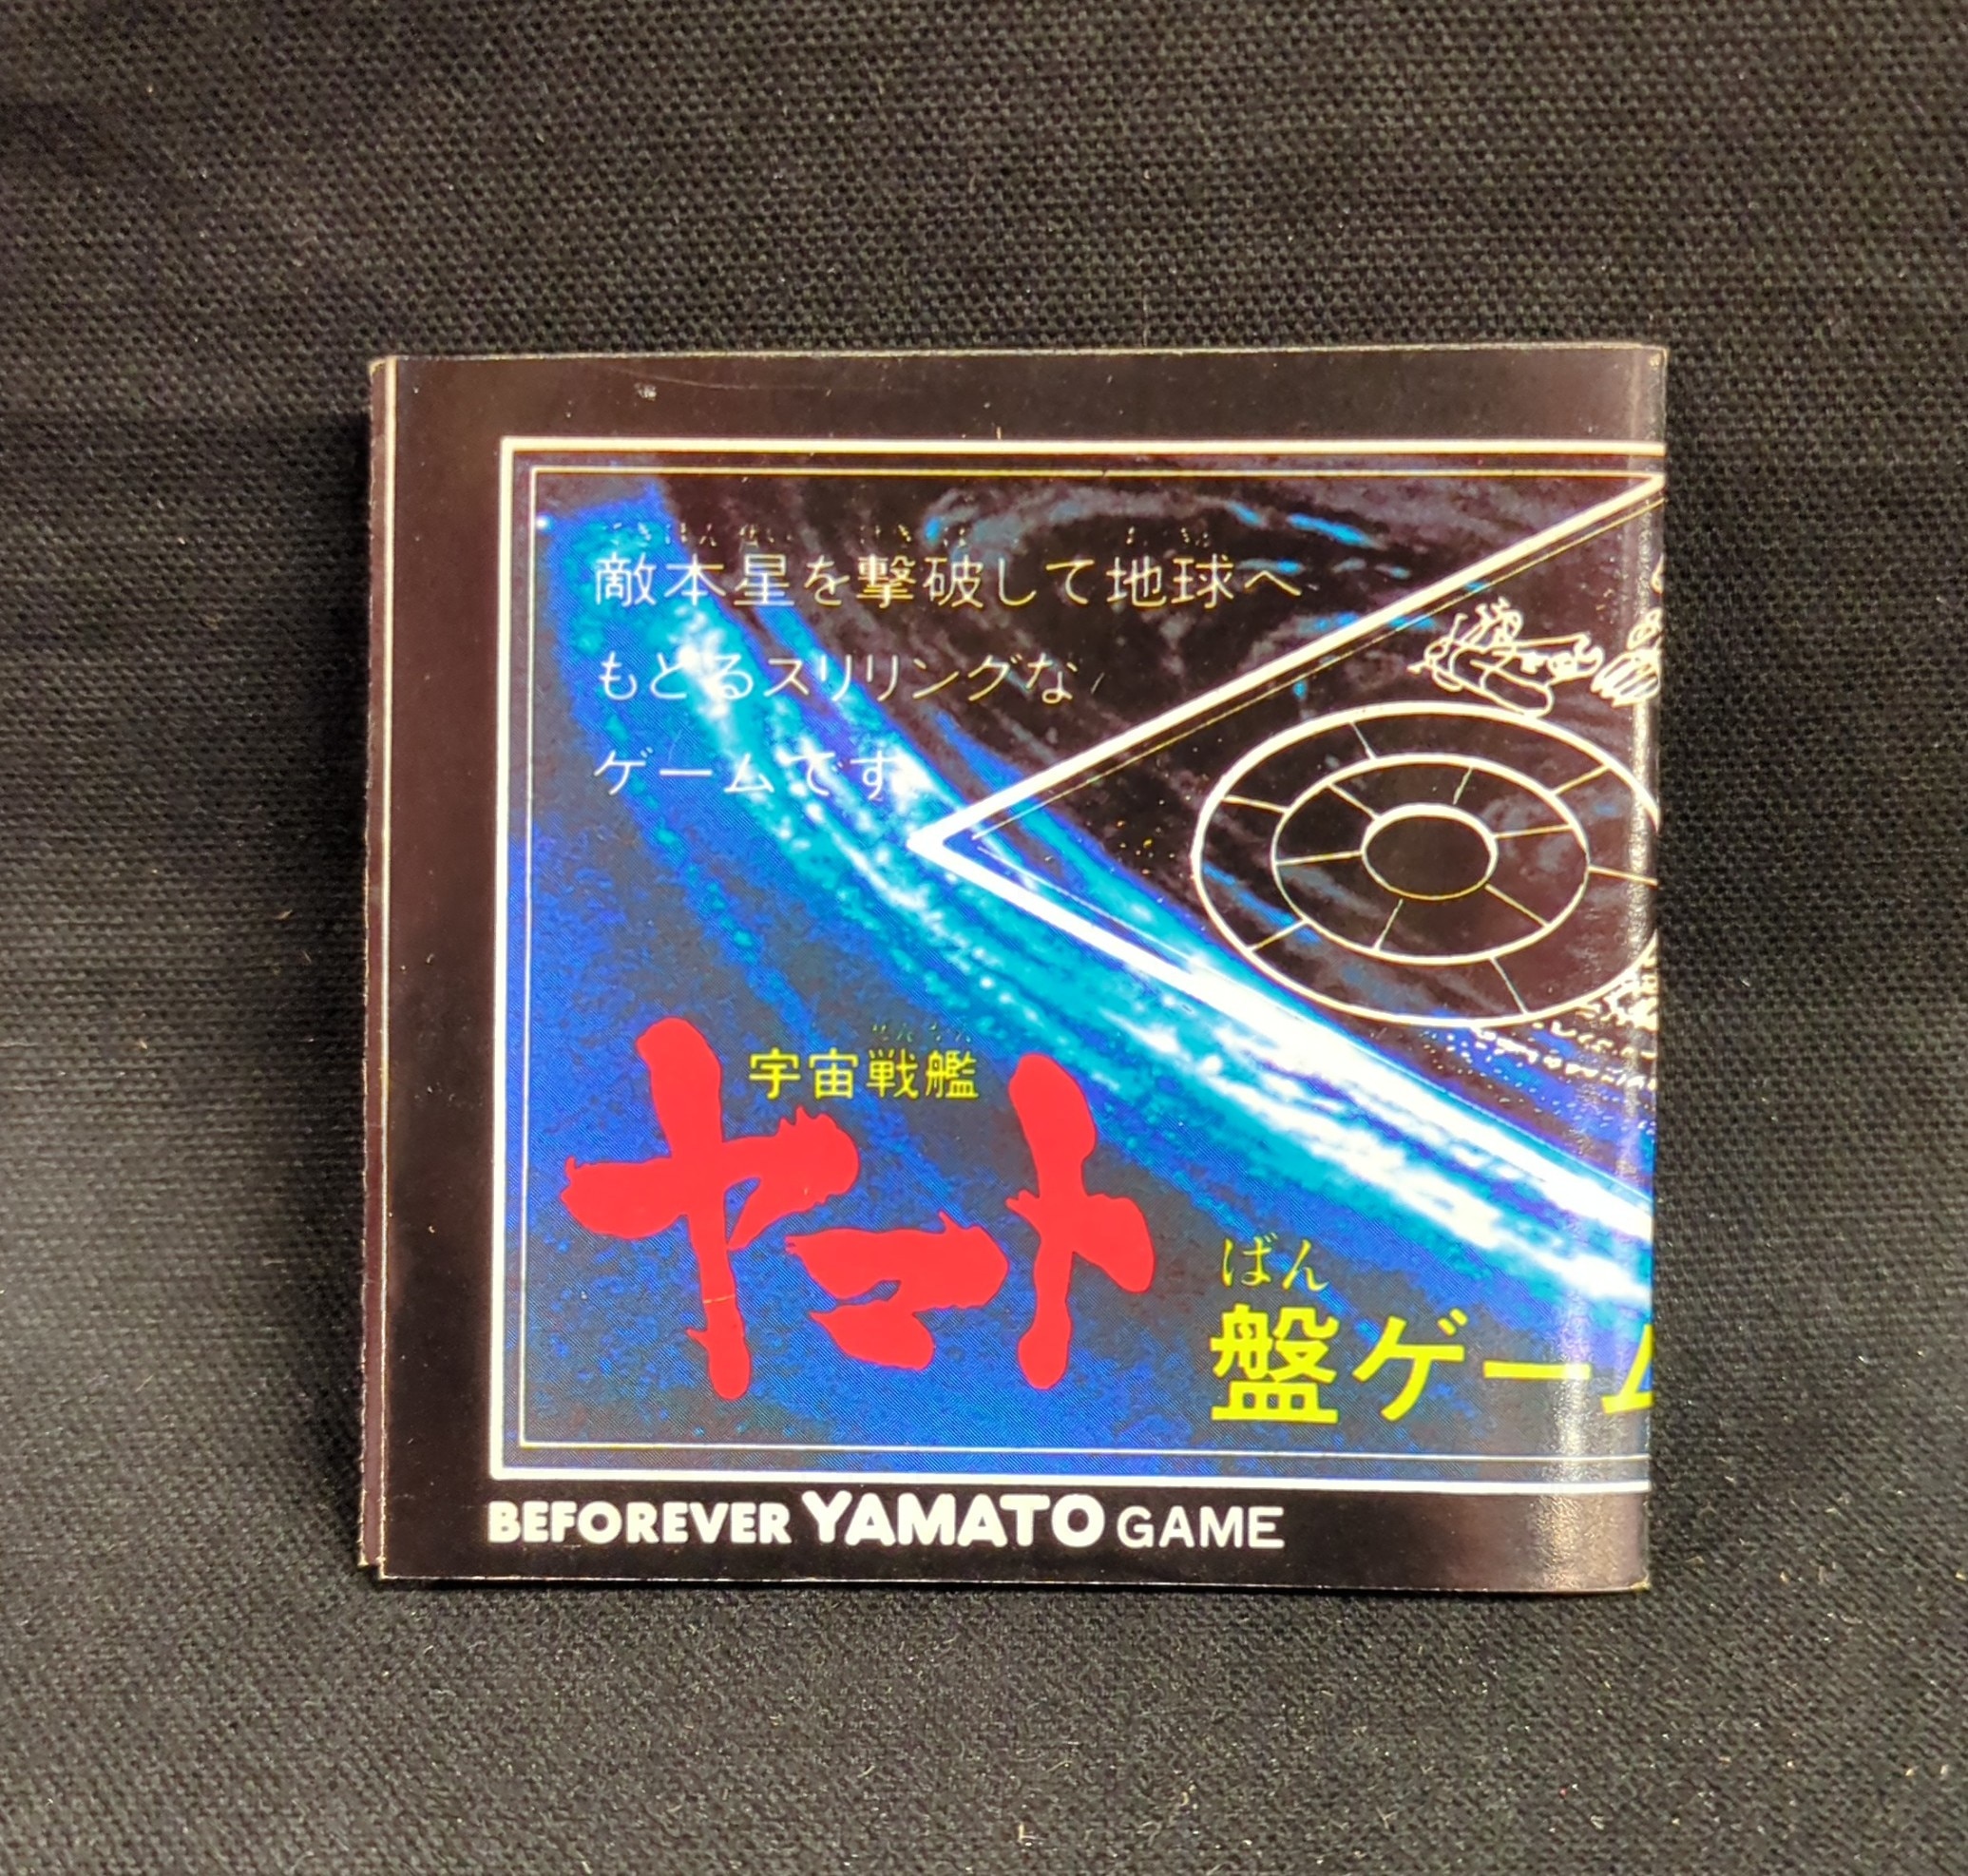 敵本星を撃破して地球へ
もどるスリリングな
ゲームです
宇宙戦艦
ヤマト
ばん
盤ゲーム
BEFOREVER YAMATO GAME